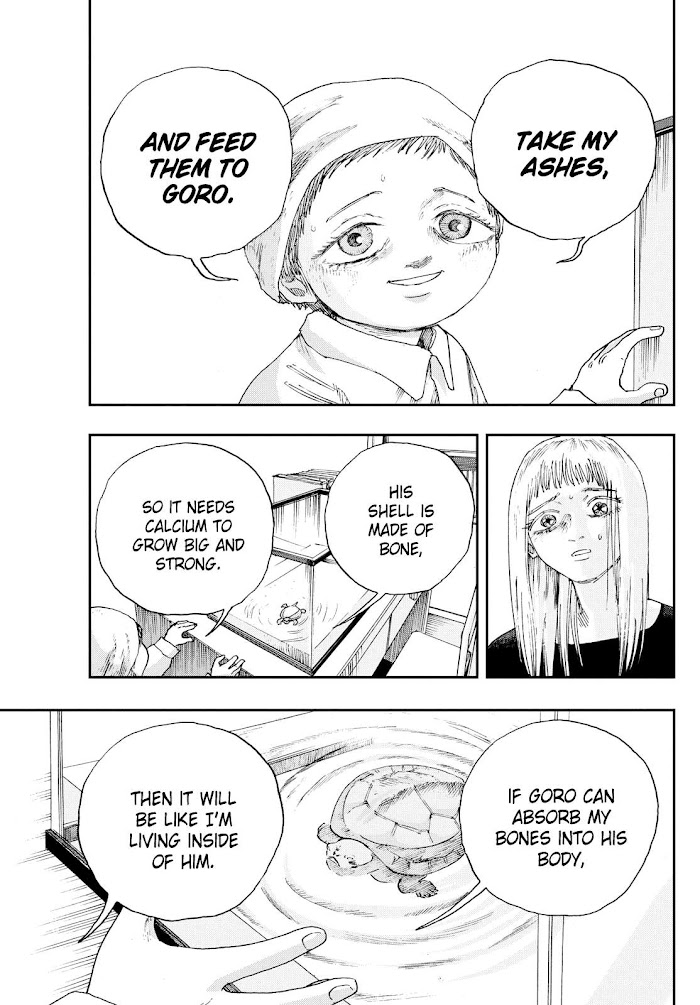 TAKE MY
ASHES,
AND FEED
THEM TO
GORO.
HIS
SHELL IS
MADE OF
BONE,
SO IT NEEDS
CALCIUM TO
GROW BIG AND
STRONG.
IF GORO CAN
ABSORB MY
BONES INTO HIS
BODY,
THEN IT WILL
BE LIKE I'M
LIVING INSIDE
OF HIM.